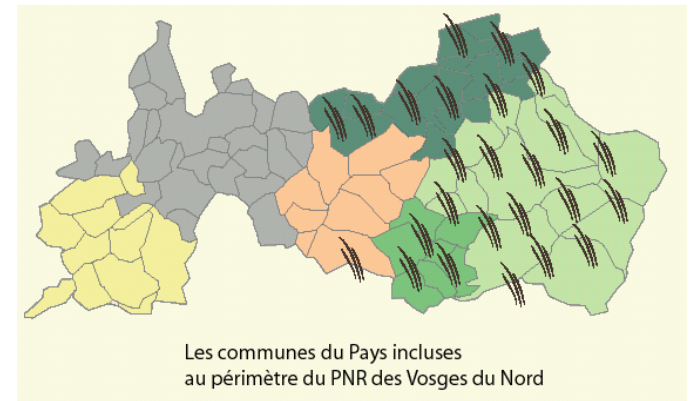 Les communes du Pays incluses
au périmètre du PNR des Vosges du Nord